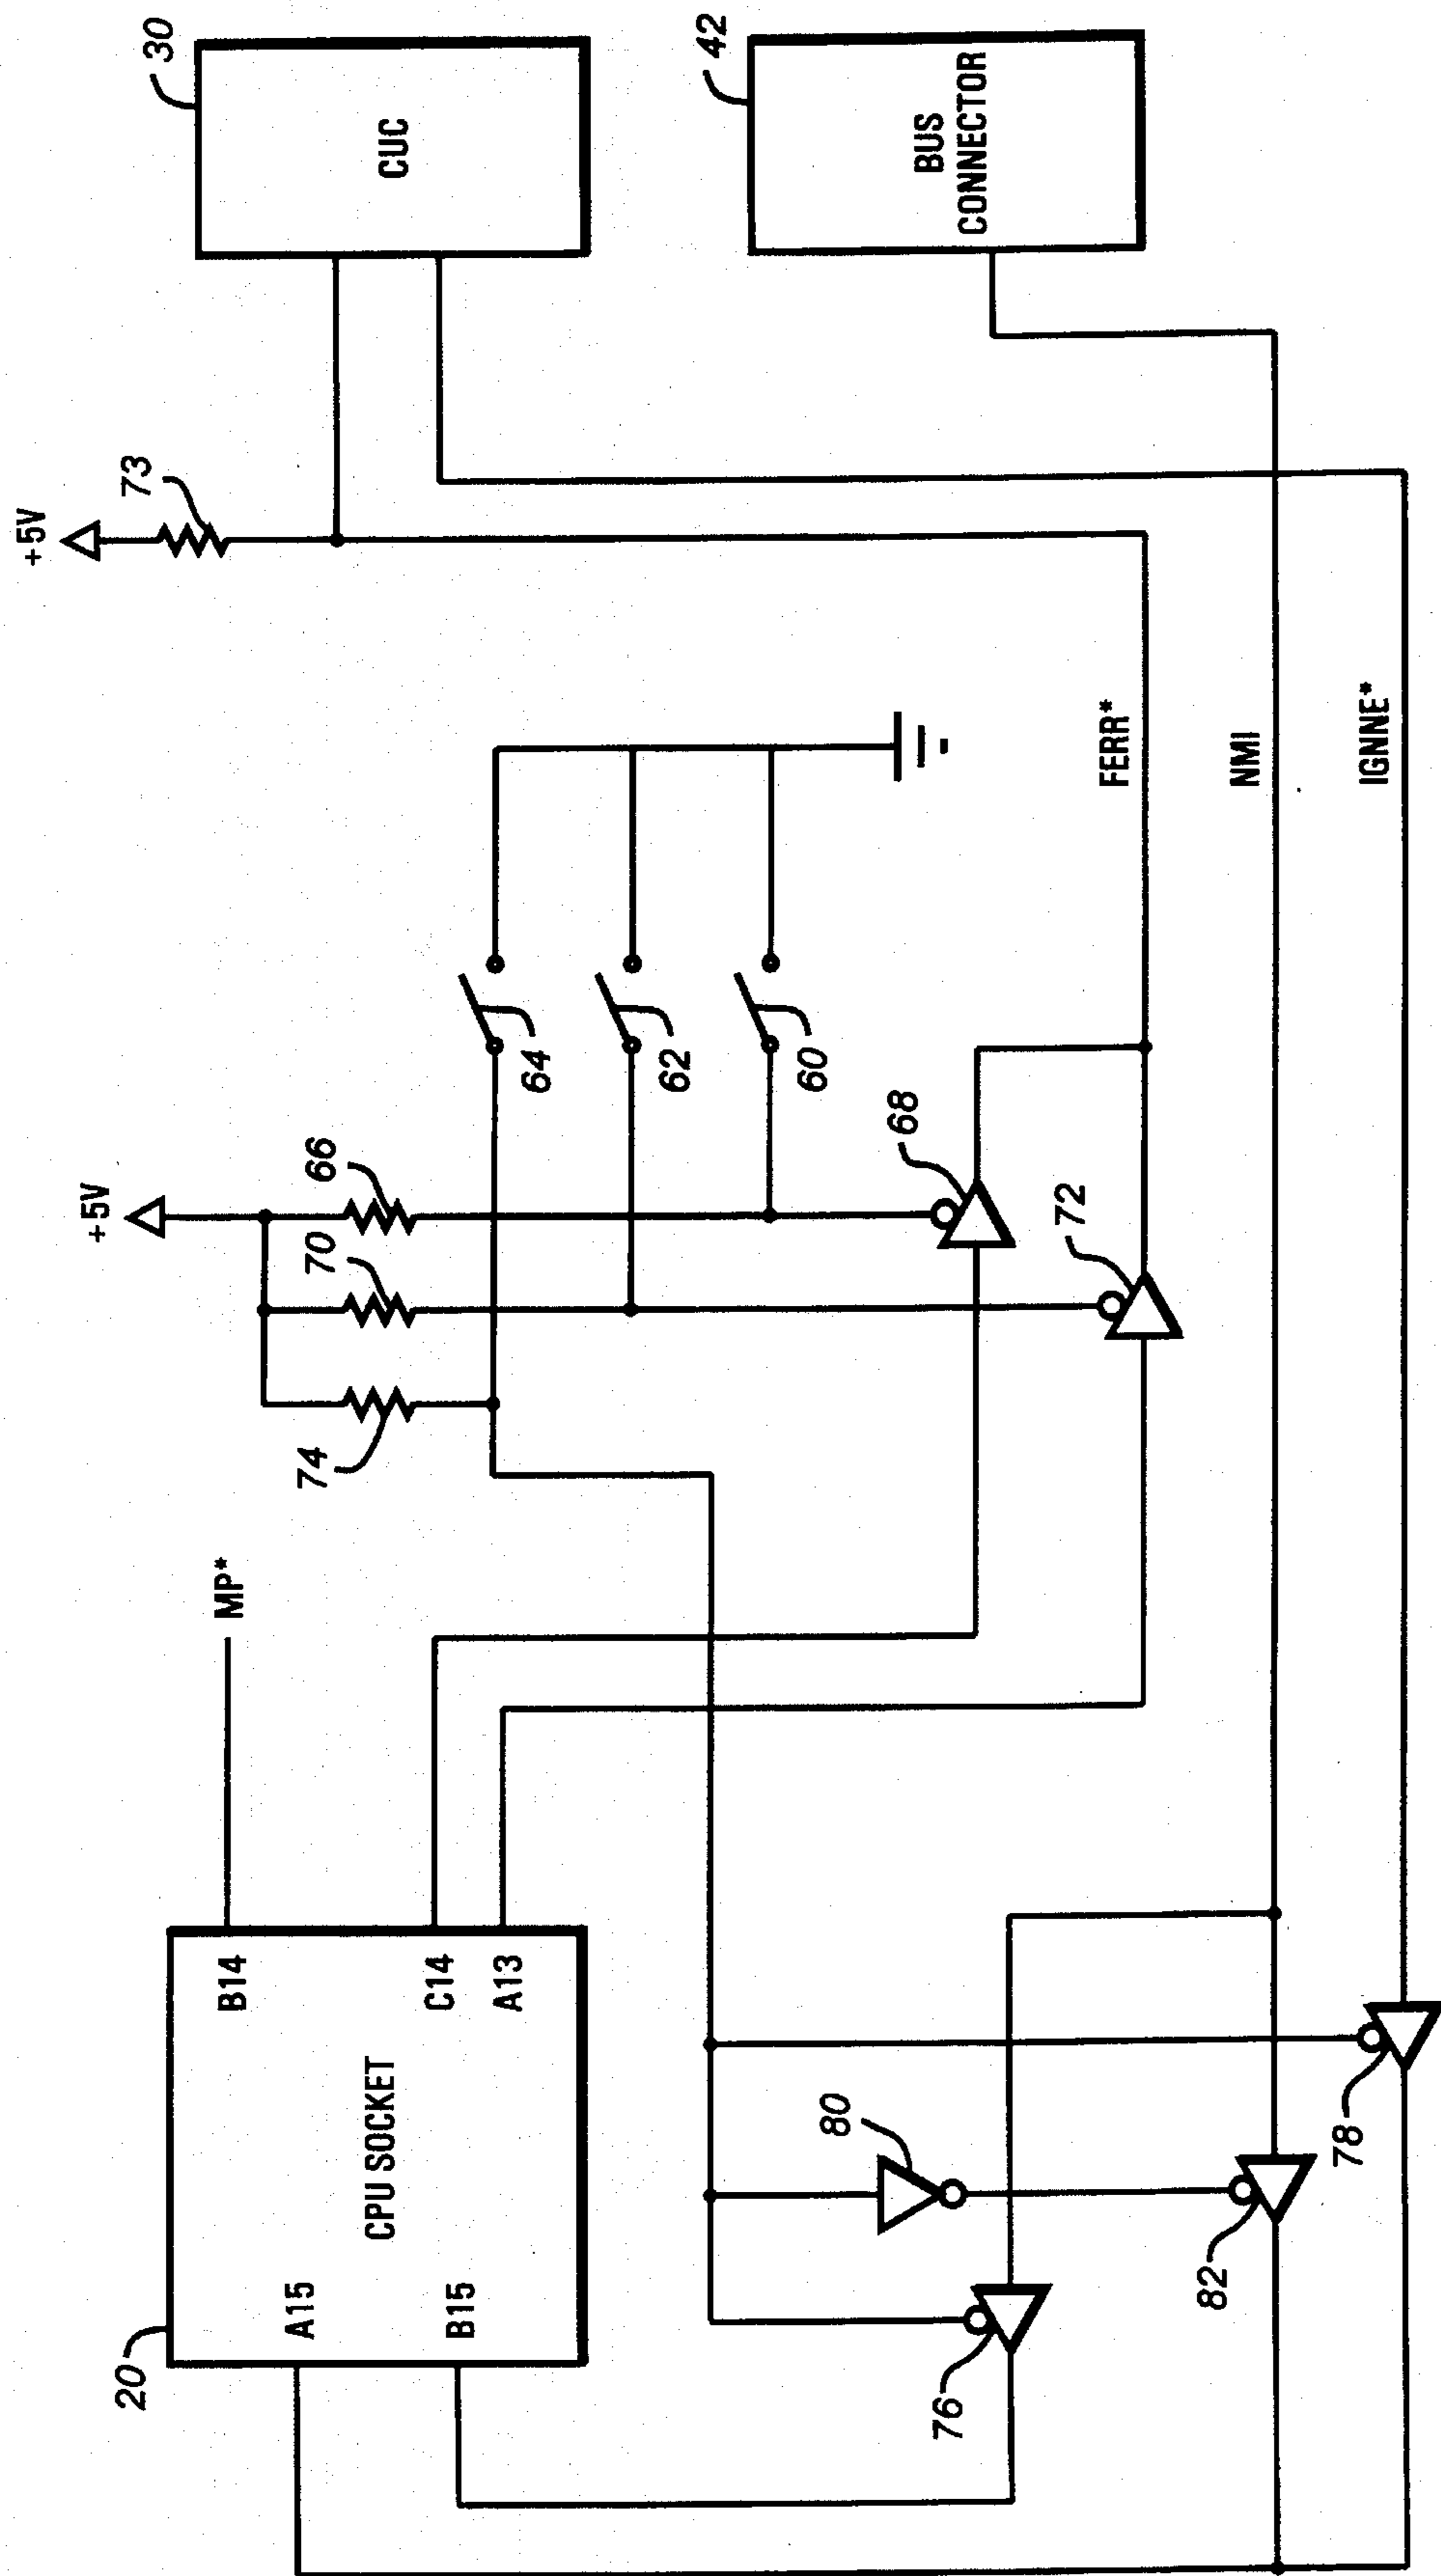 20
CPU SOCKET
A15
B15
B14
C14
A13
MP*
+5V
74
70
66
64
62
60
68
72
+5V
73
30
CUC
42
BUS
CONNECTOR
FERR*
NMI
IGNNE*
76
80
82
78